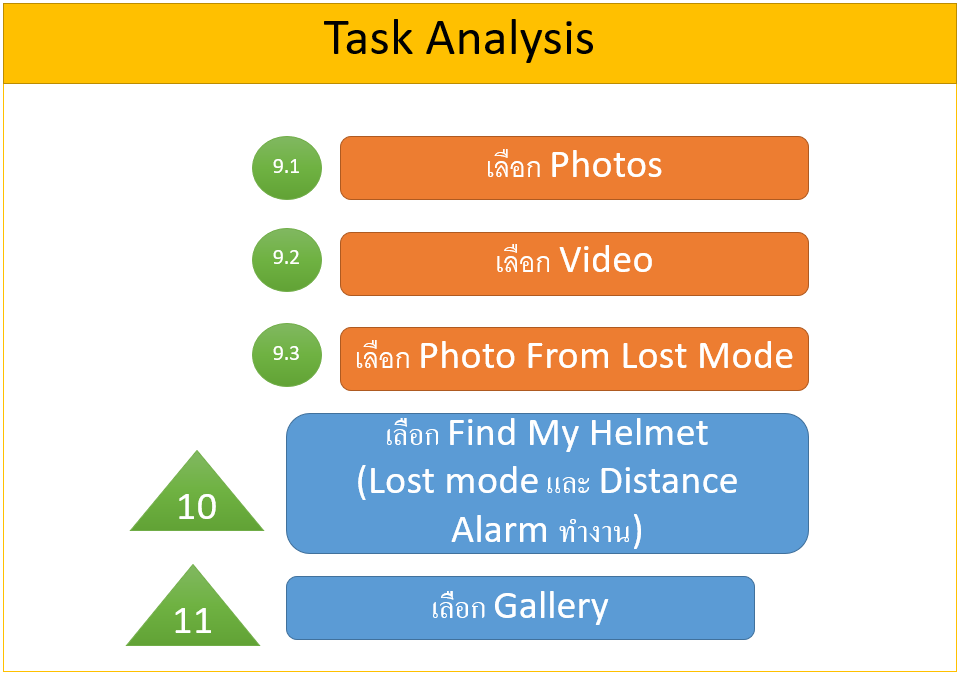 Task Analysis
9.1 เลือก Photos
9.2 เลือก Video
9.3 เลือก Photo From Lost Mode
เลือก Find My Helmet
(Lost mode และ Distance
Alarm ทำงาน)
10
11 เลือก Gallery